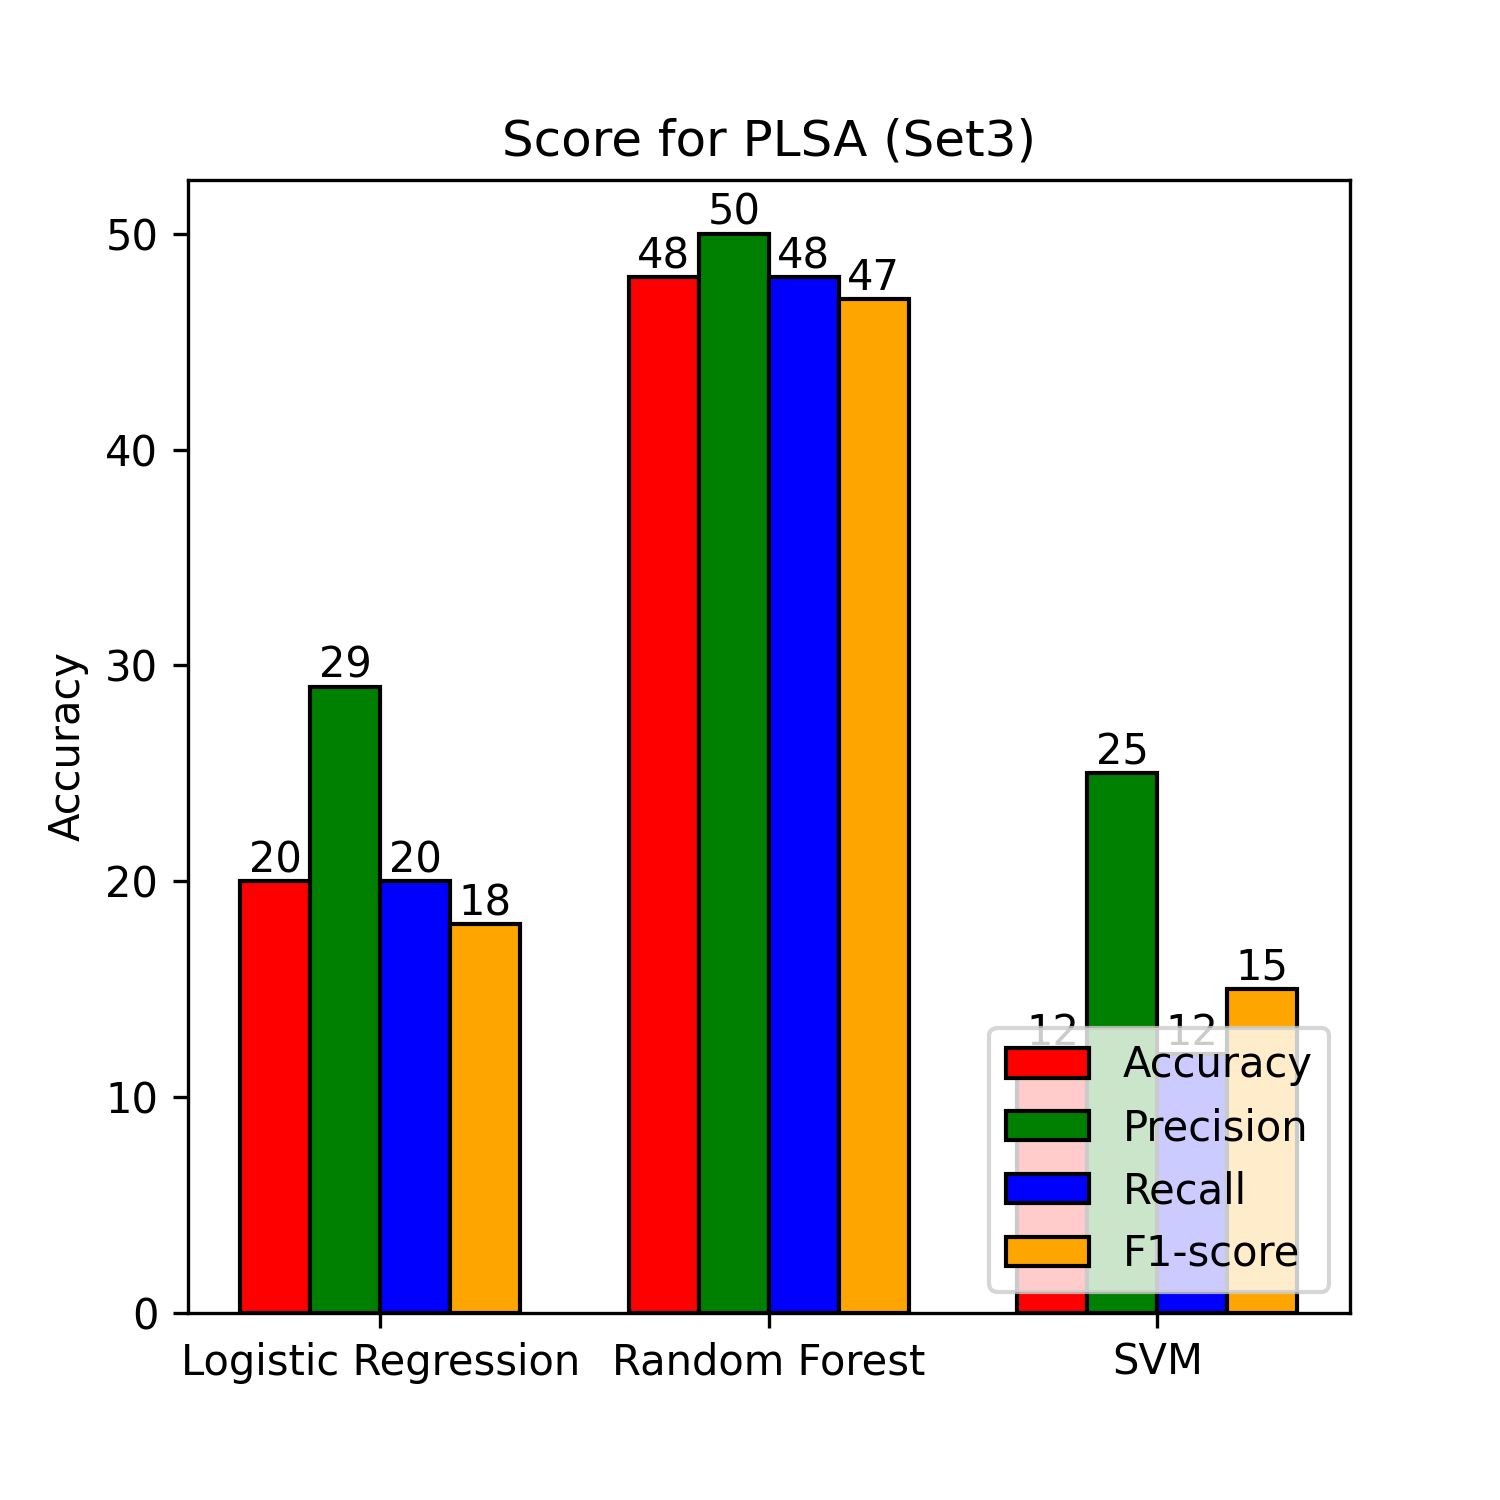 Score for PLSA (Set3)
Accuracy
50
40
30
20
10
0
20
29
20
18
48
50
48
47
12
25
12
15
Accuracy
Precision
Recall
F1-score
Logistic Regression
Random Forest
SVM